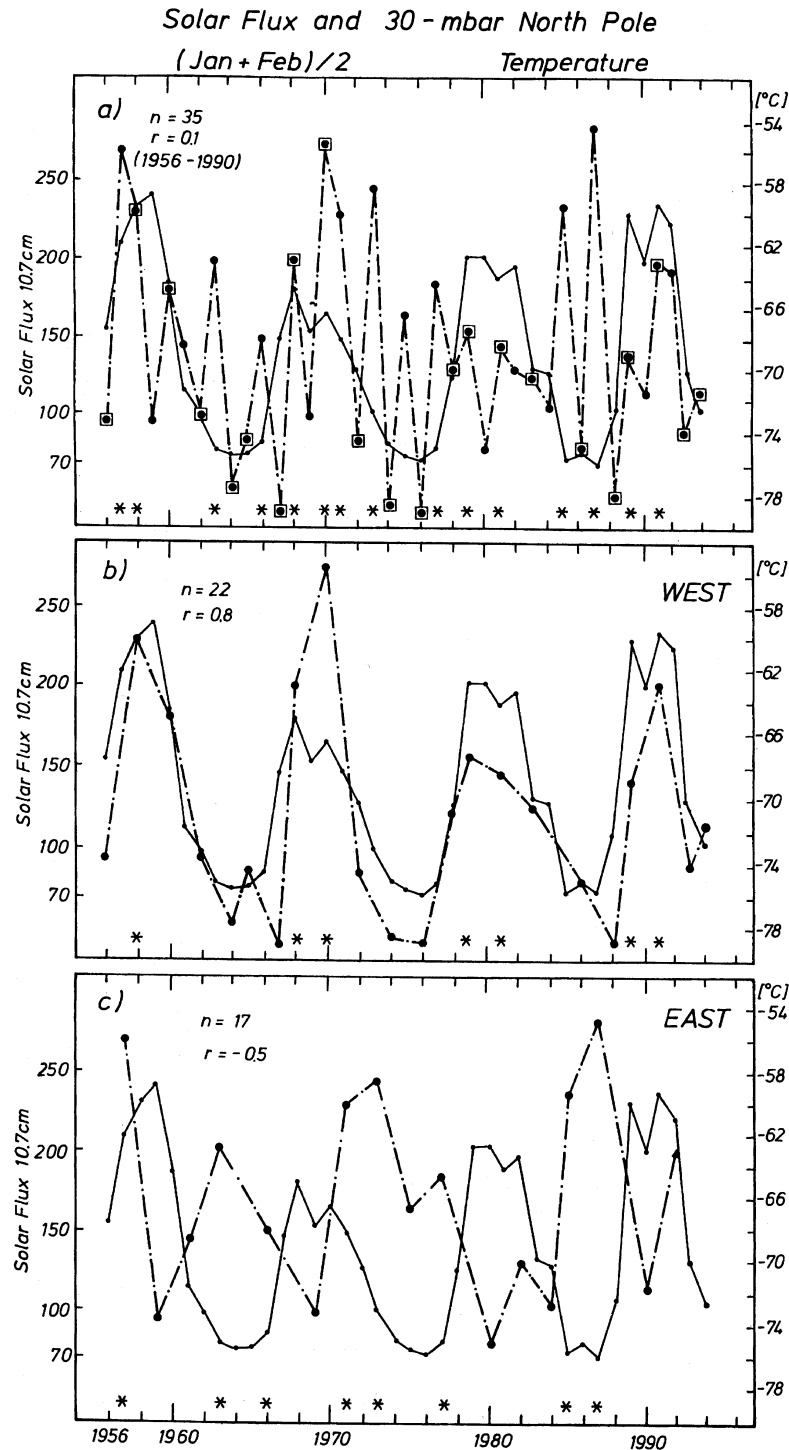 Solar Flux and 30-mbar North Pole
(Jan + Feb)/2 Temperature
a)
n = 35
r = 0.1
(1956 - 1990)
[°C]
-54
-58
-62
-66
-70
-74
-78
250
200
150
100
70
Solar Flux 10.7cm
* * * * * * * * * * * * * * * *
b)
n = 22
r = 0.8
WEST
[°C]
-58
-62
-66
-70
-74
-78
250
200
150
100
70
Solar Flux 10.7cm
* * * * * * *
c)
n = 17
r = -0.5
EAST
[°C]
-54
-58
-62
-66
-70
-74
-78
250
200
150
100
70
Solar Flux 10.7cm
* * * * * * * *
1956 1960 1970 1980 1990